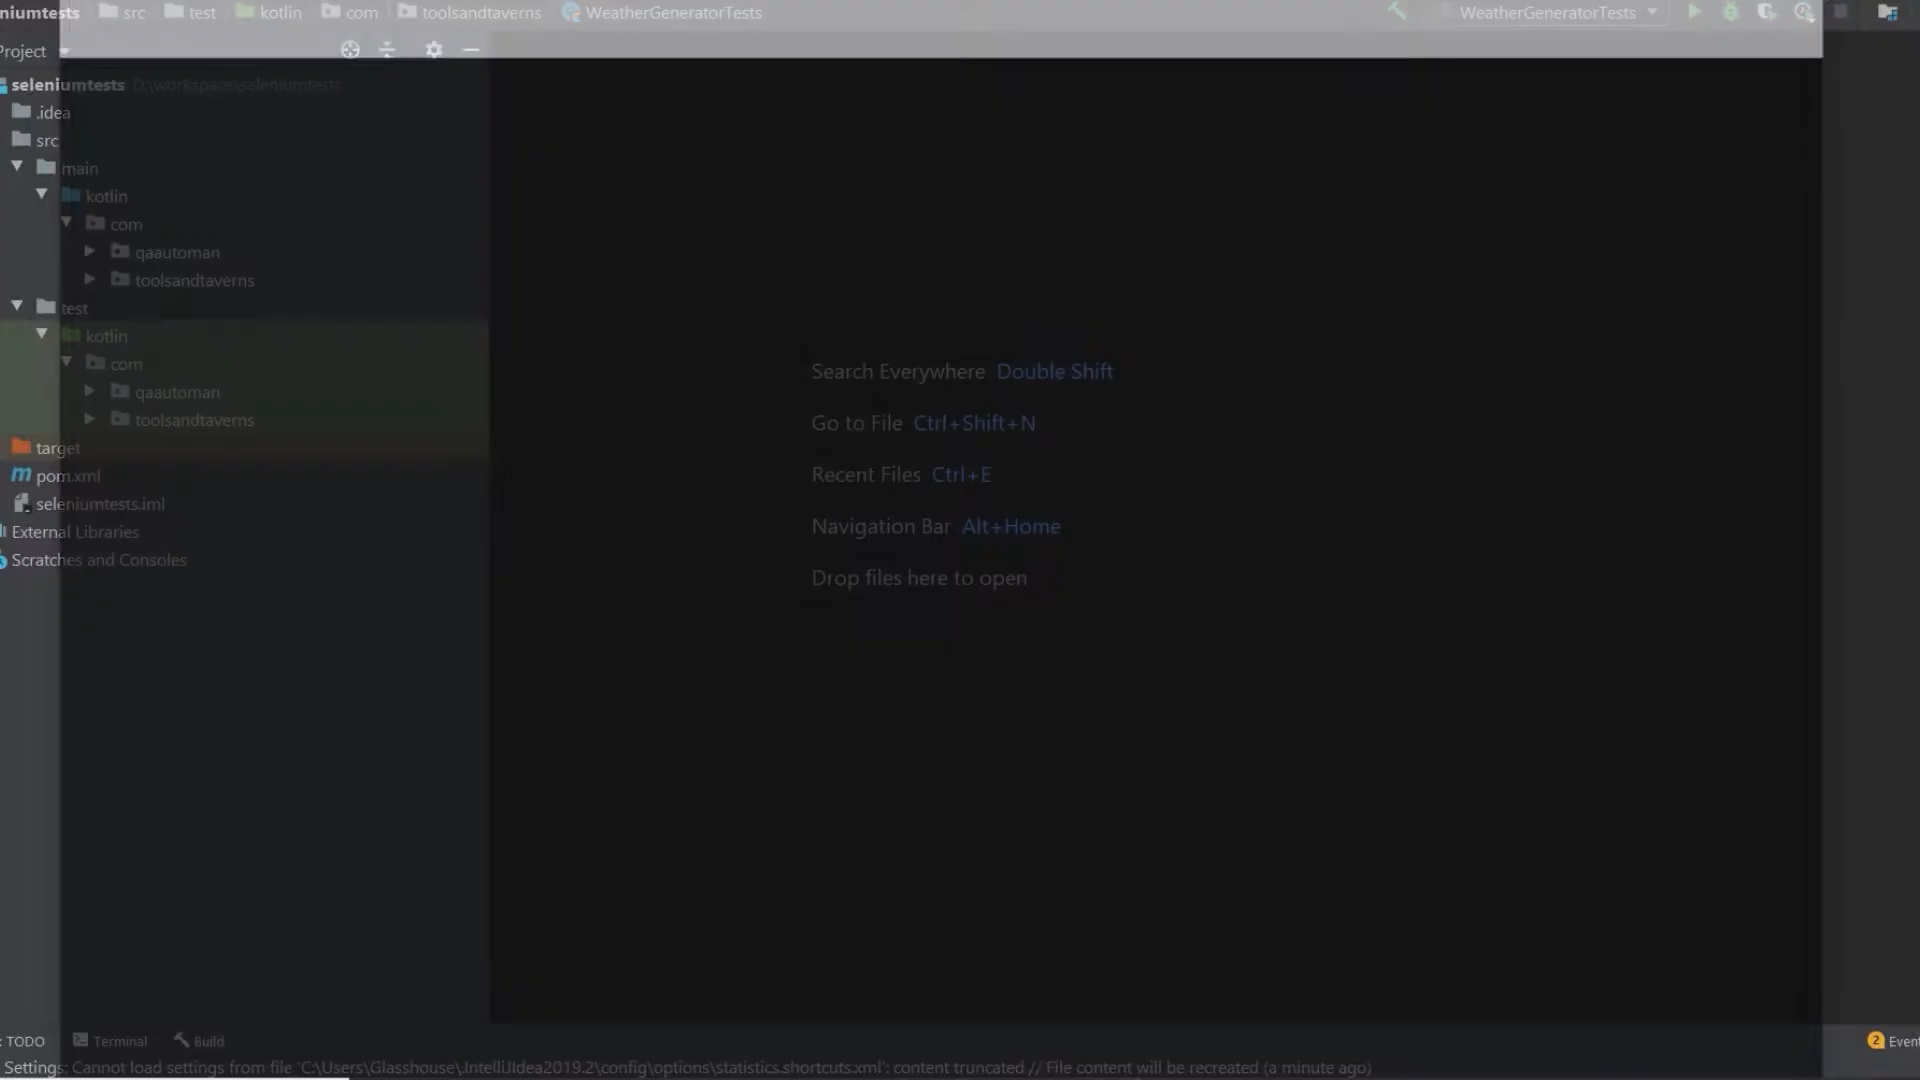 niumtests src test kotlin com toolsandtaverns WeatherGeneratorTests WeatherGeneratorTests
Project
seleniumtests D:\workspace\seleniumtests
.idea
src
main
kotlin
com
qaautoman
toolsandtaverns
test
kotlin
com
qaautoman
toolsandtaverns
target
m pom.xml
seleniumtests.iml
External Libraries
Scratches and Consoles
Search Everywhere Double Shift
Go to File Ctrl+Shift+N
Recent Files Ctrl+E
Navigation Bar Alt+Home
Drop files here to open
: TODO Terminal Build 2 Event
Settings: Cannot load settings from file 'C:\Users\Glasshouse\.IntelliJIdea2019.2\config\options\statistics.shortcuts.xml': content truncated // File content will be recreated (a minute ago)